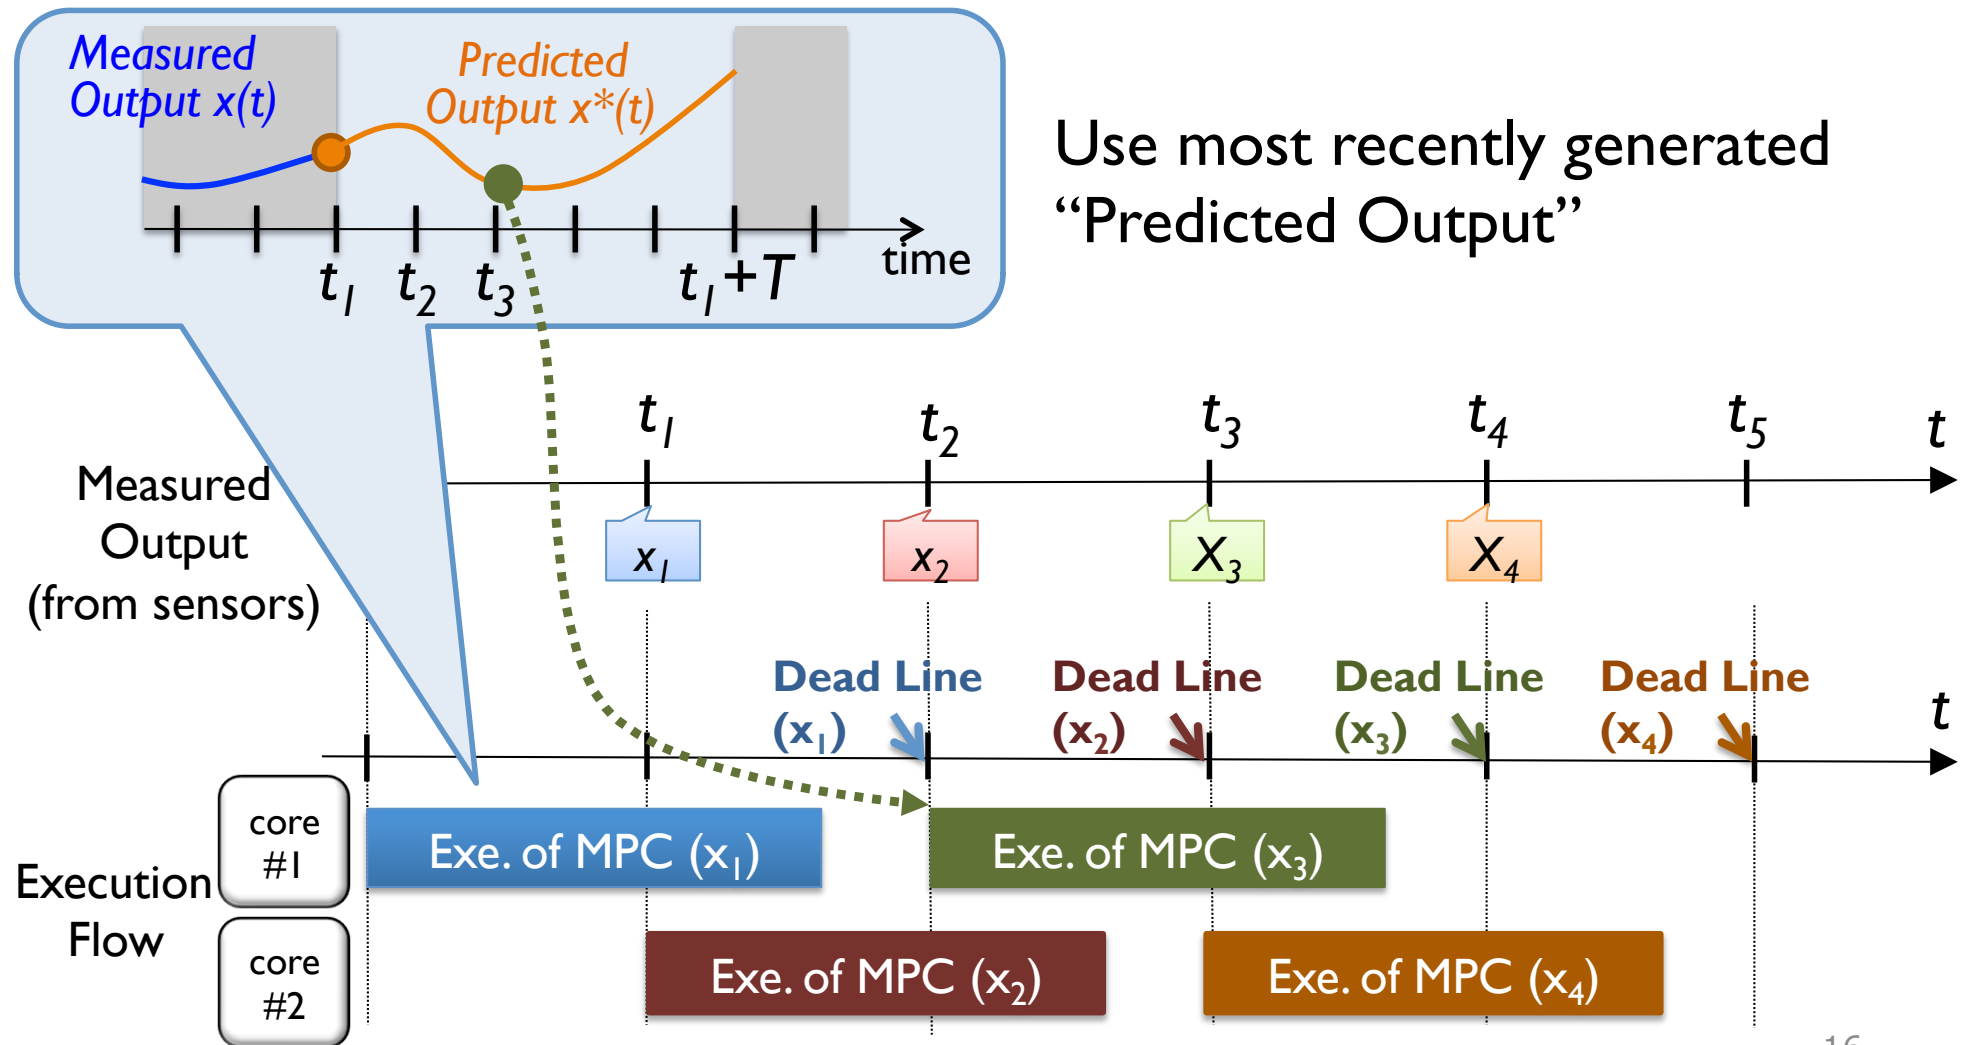 Measured
Output x(t)
Predicted
Output x*(t)
t1 t2 t3 t1+T time
Use most recently generated
“Predicted Output”
t1 t2 t3 t4 t5 t
Measured
Output
(from sensors)
x1 x2 X3 X4
Dead Line
(x1)
Dead Line
(x2)
Dead Line
(x3)
Dead Line
(x4)
t
Execution
Flow
core
#1
Exe. of MPC (x1) Exe. of MPC (x3)
core
#2
Exe. of MPC (x2) Exe. of MPC (x4)
16